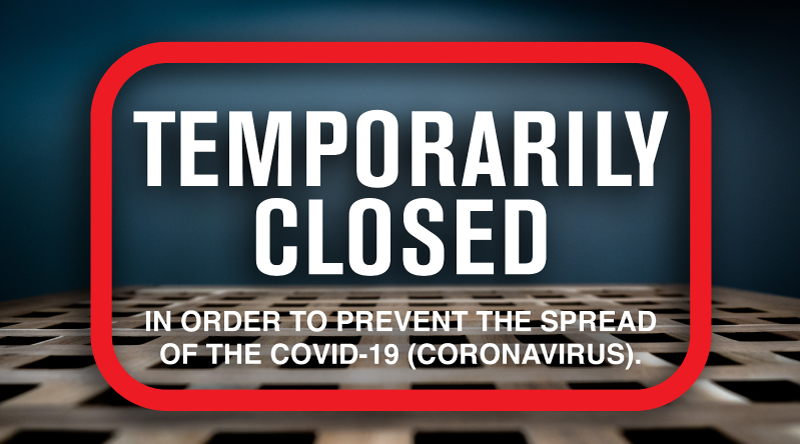 TEMPORARILY
CLOSED
IN ORDER TO PREVENT THE SPREAD
OF THE COVID-19 (CORONAVIRUS).